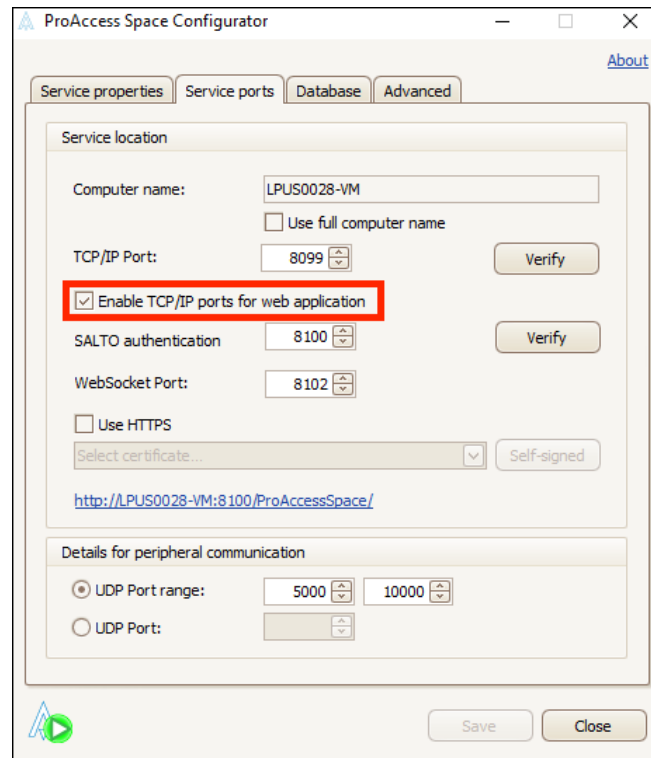 ProAccess Space Configurator
About
Service properties Service ports Database Advanced
Service location
Computer name: LPUS0028-VM
Use full computer name
TCP/IP Port: 8099 Verify
Enable TCP/IP ports for web application
SALTO authentication 8100 Verify
WebSocket Port: 8102
Use HTTPS
Select certificate... Self-signed
http://LPUS0028-VM:8100/ProAccessSpace/
Details for peripheral communication
UDP Port range: 5000 10000
UDP Port:
Save Close